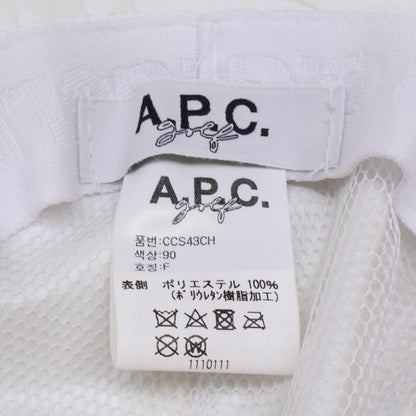 A.P.C.
golf
A.P.C.
golf
품번:CCS43CH
색상:90
호칭:F
表側 ポリエステル 100%
(ポリウレタン樹脂加工)
1110111